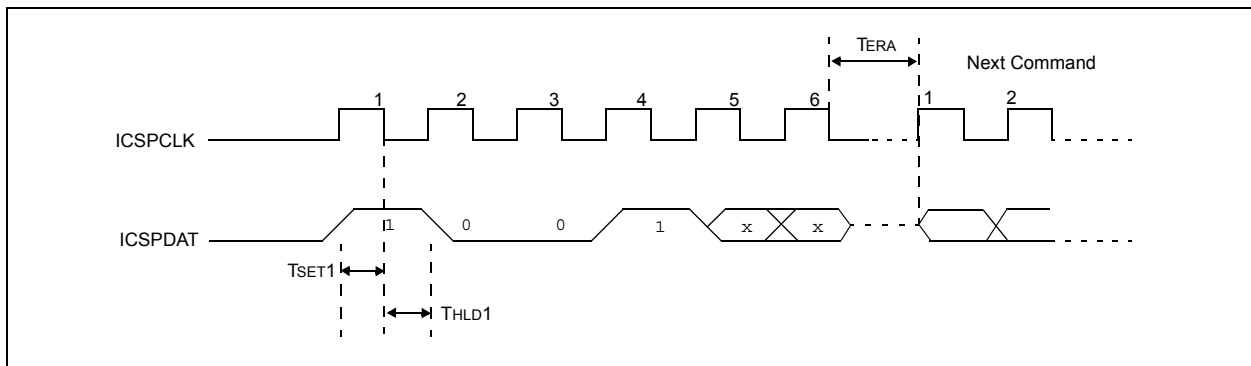 TERA
Next Command
1 2 3 4 5 6 1 2
ICSPCLK
1 0 0 1 x x
ICSPDAT
TSET1
THLD1